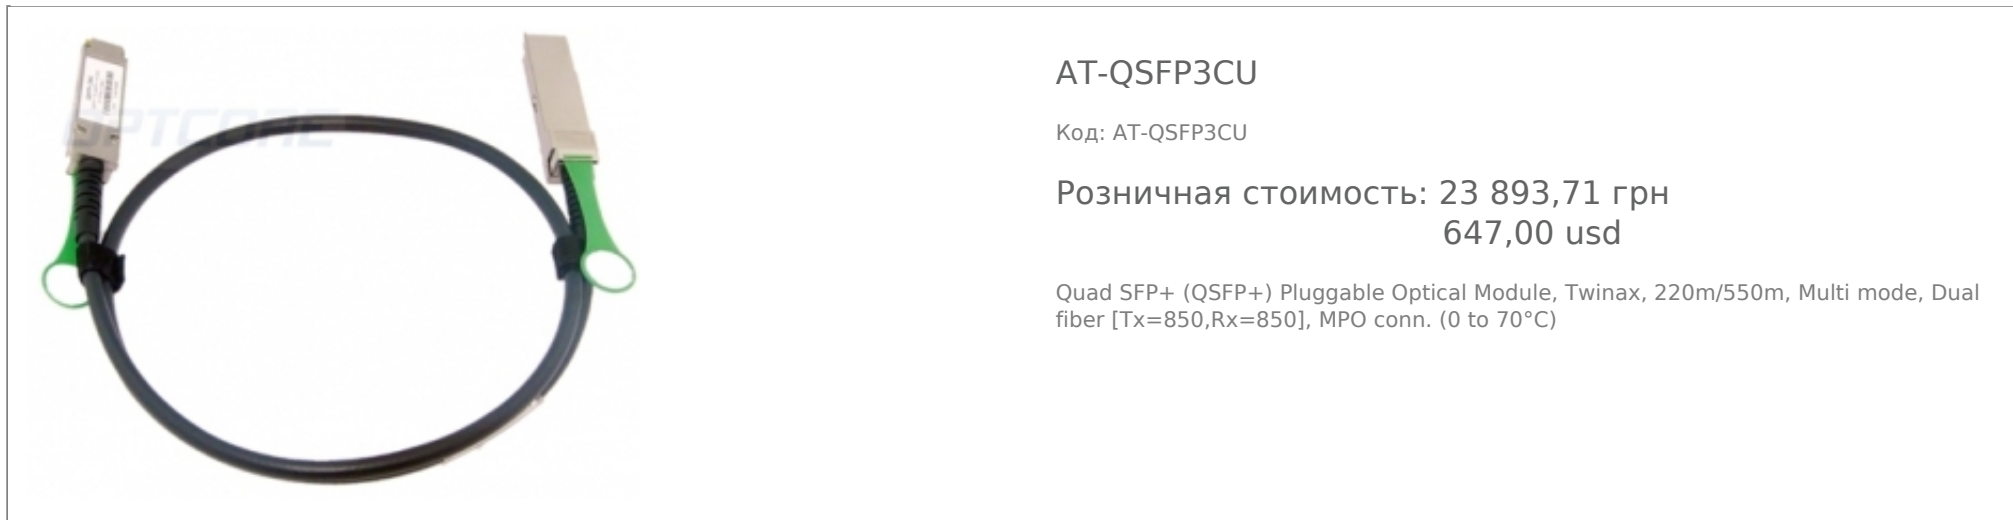 OPTCORE
AT-QSFP3CU
Код: AT-QSFP3CU
Розничная стоимость: 23 893,71 грн
647,00 usd
Quad SFP+ (QSFP+) Pluggable Optical Module, Twinax, 220m/550m, Multi mode, Dual
fiber [Tx=850,Rx=850], MPO conn. (0 to 70°C)